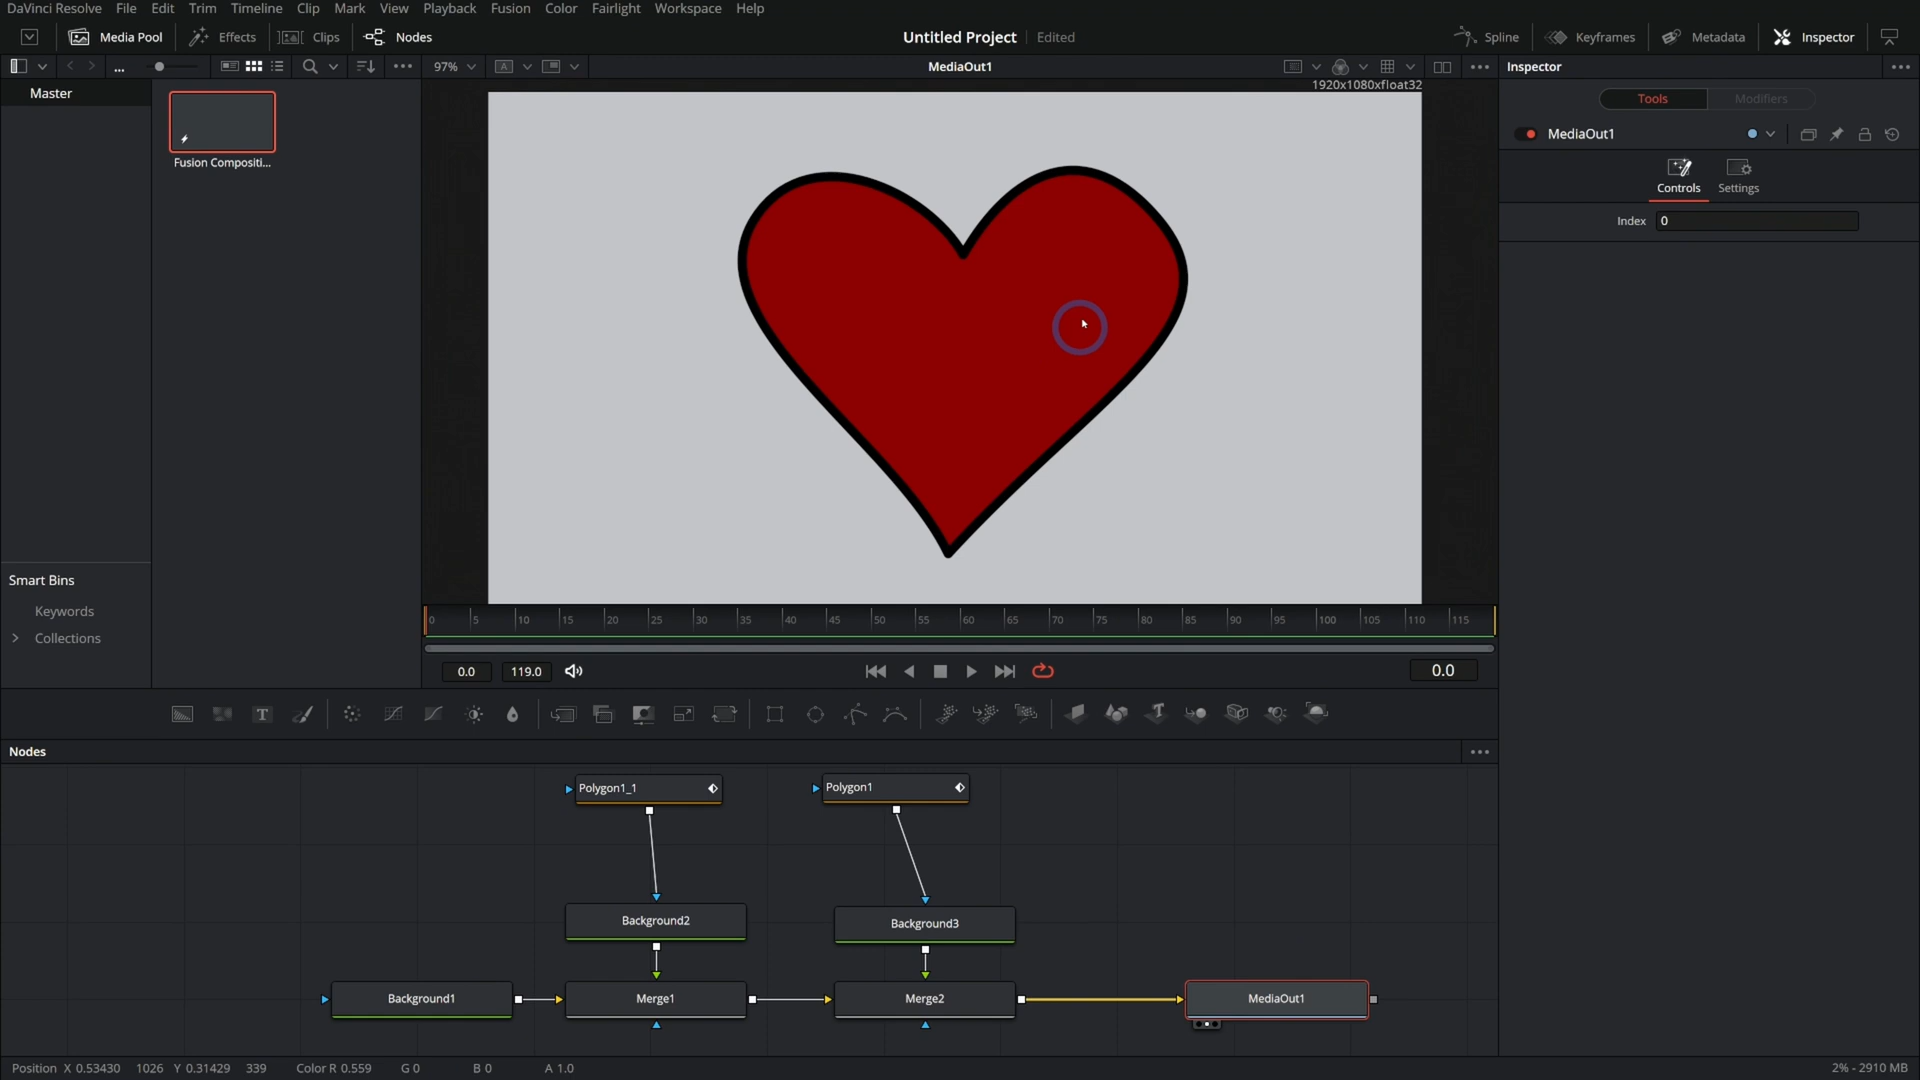 DaVinci Resolve File Edit Trim Timeline Clip Mark View Playback Fusion Color Fairlight Workspace Help
Media Pool Effects Clips Nodes Untitled Project Edited Spline Keyframes Metadata Inspector
... 97% A MediaOut1 ... Inspector ...
1920x1080xfloat32
Master
Tools Modifiers
Fusion Compositi...
MediaOut1
Controls Settings
Index 0
Smart Bins
Keywords
Collections
0 5 10 15 20 25 30 35 40 45 50 55 60 65 70 75 80 85 90 95 100 105 110 115
0.0 119.0 0.0
T
Nodes
Polygon1_1 Polygon1
Background2 Background3
Background1 Merge1 Merge2 MediaOut1
Position X 0.53430 1026 Y 0.31429 339 Color R 0.559 G 0 B 0 A 1.0 2% - 2910 MB